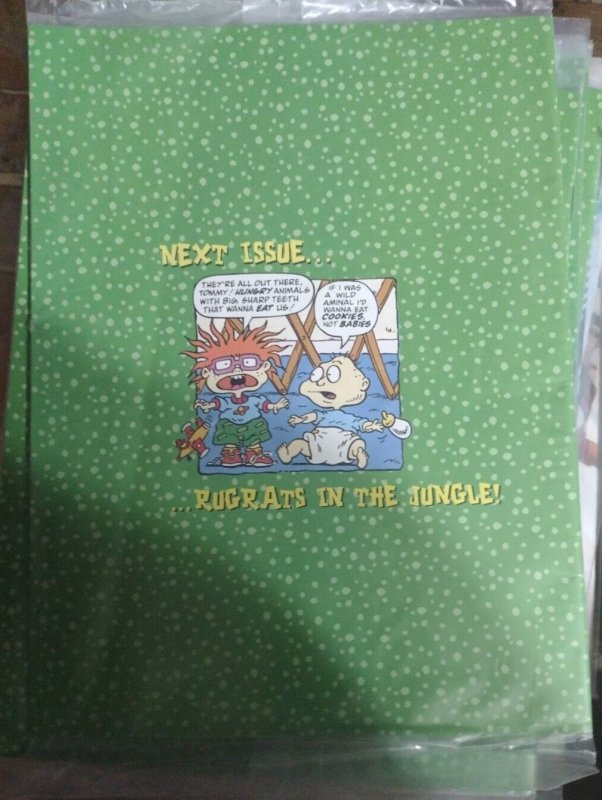 NEXT ISSUE...
THEY'RE ALL OUT THERE,
TOMMY! HUNGRY ANIMALS
WITH BIG SHARP TEETH
THAT WANNA EAT US!
IF I WAS
A WILD
AMINAL I'D
WANNA EAT
COOKIES,
NOT BABIES
...RUGRATS IN THE JUNGLE!